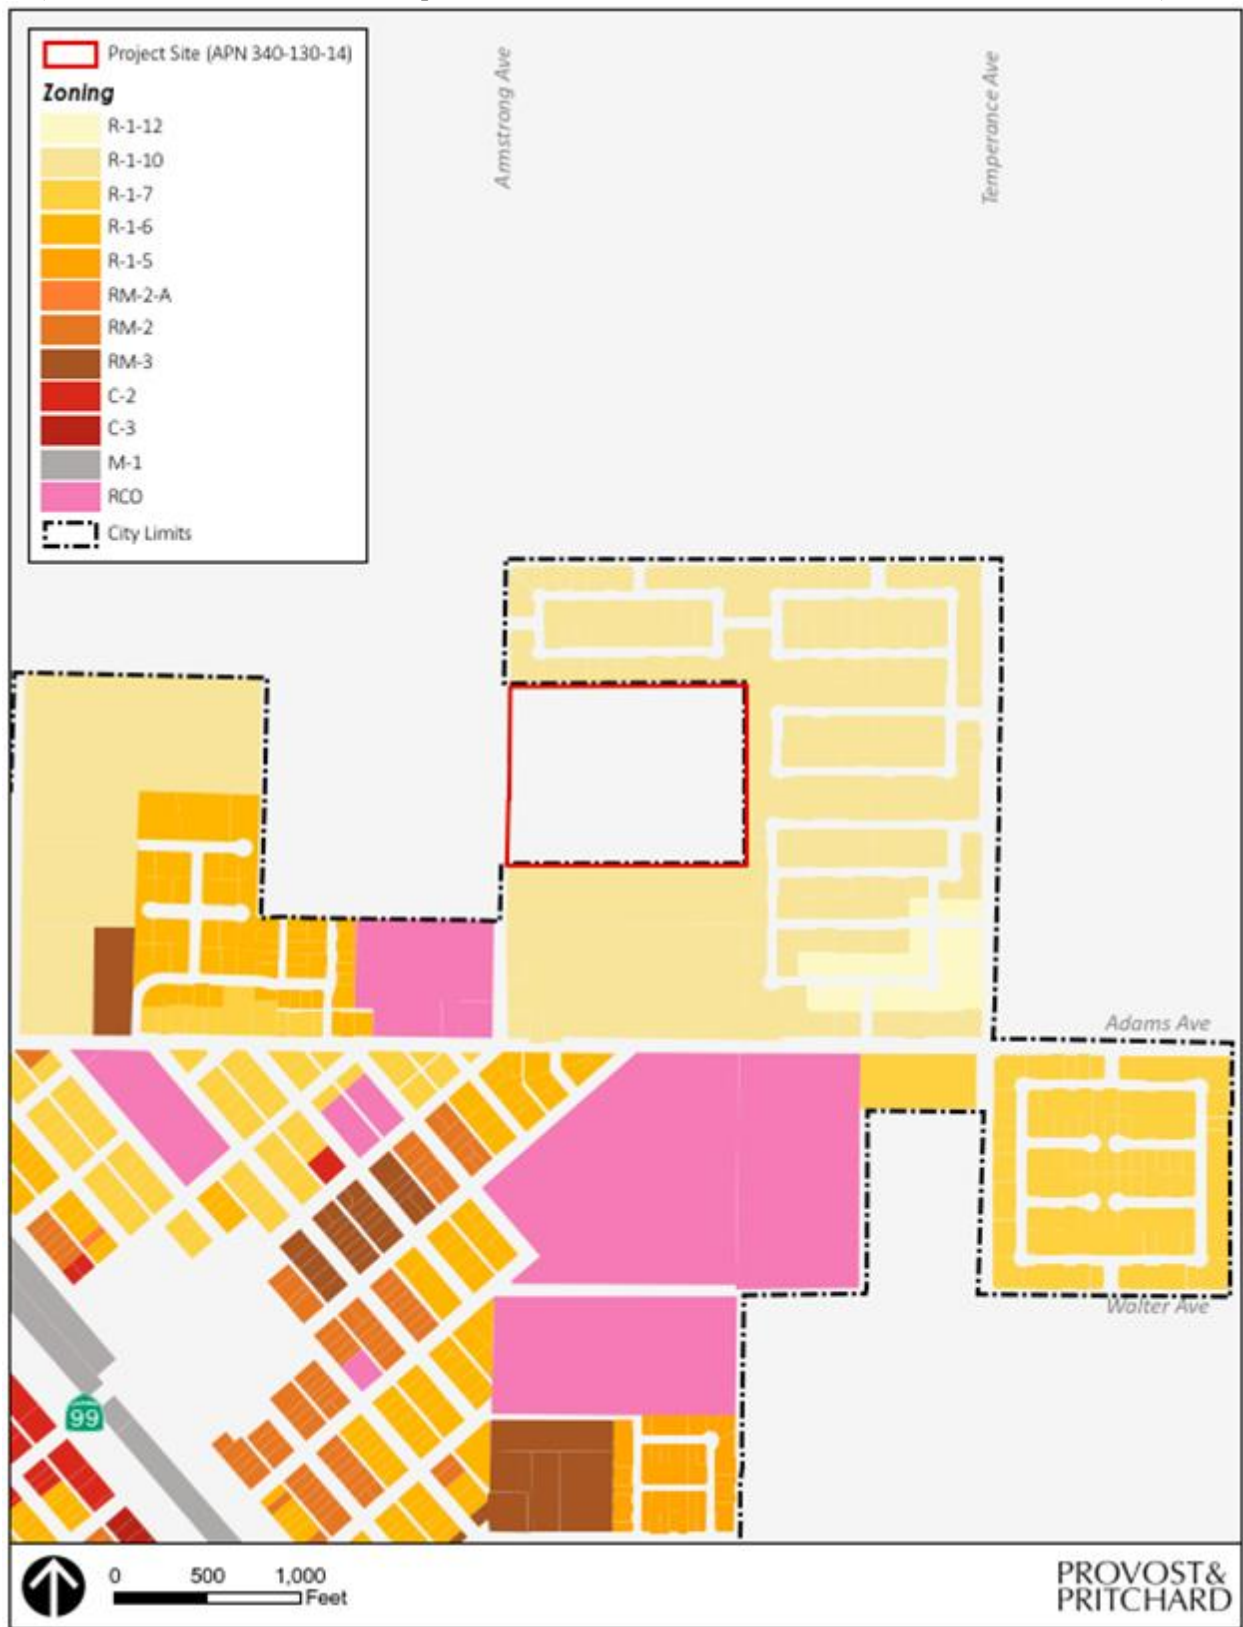 Project Site (APN 340-130-14)
Zoning
R-1-12
R-1-10
R-1-7
R-1-6
R-1-5
RM-2-A
RM-2
RM-3
C-2
C-3
M-1
RCO
City Limits
Armstrong Ave
Temperance Ave
Adams Ave
Walter Ave
99
0 500 1,000
Feet
PROVOST&
PRITCHARD